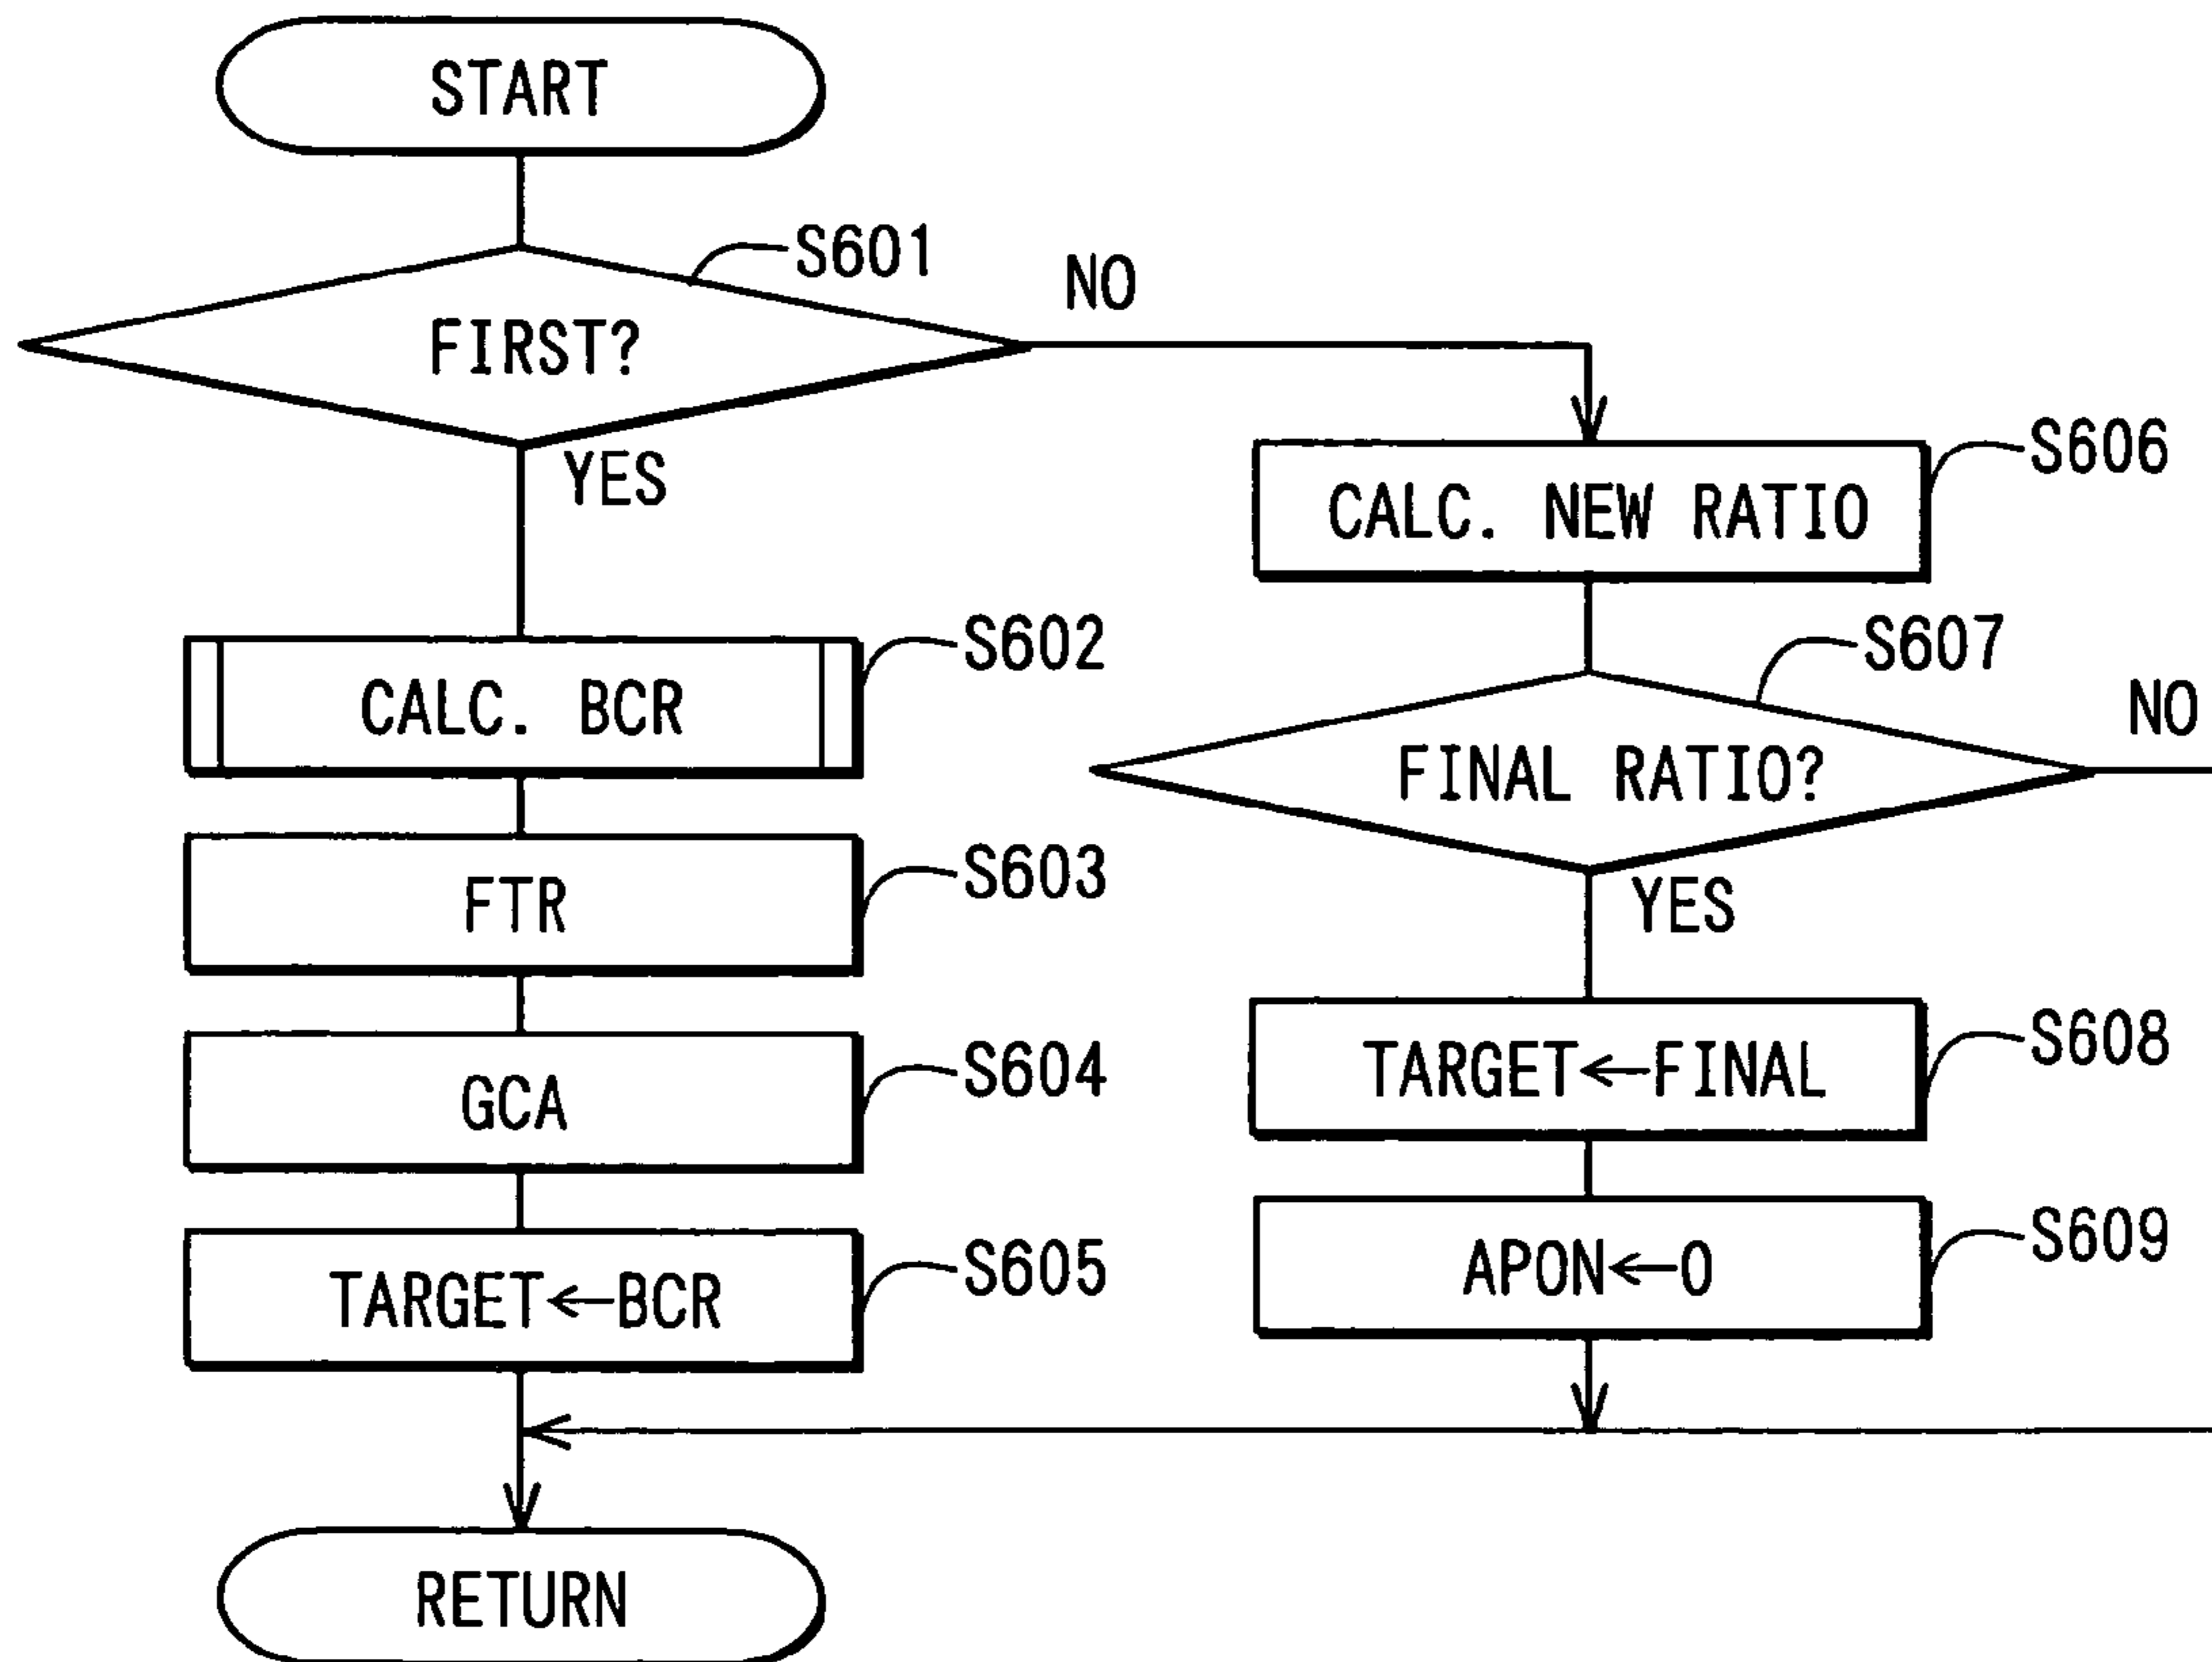 START
S601
FIRST?
NO
YES
S602
CALC. BCR
S603
FTR
S604
GCA
S605
TARGET←BCR
S606
CALC. NEW RATIO
S607
FINAL RATIO?
NO
YES
S608
TARGET←FINAL
S609
APON←0
RETURN